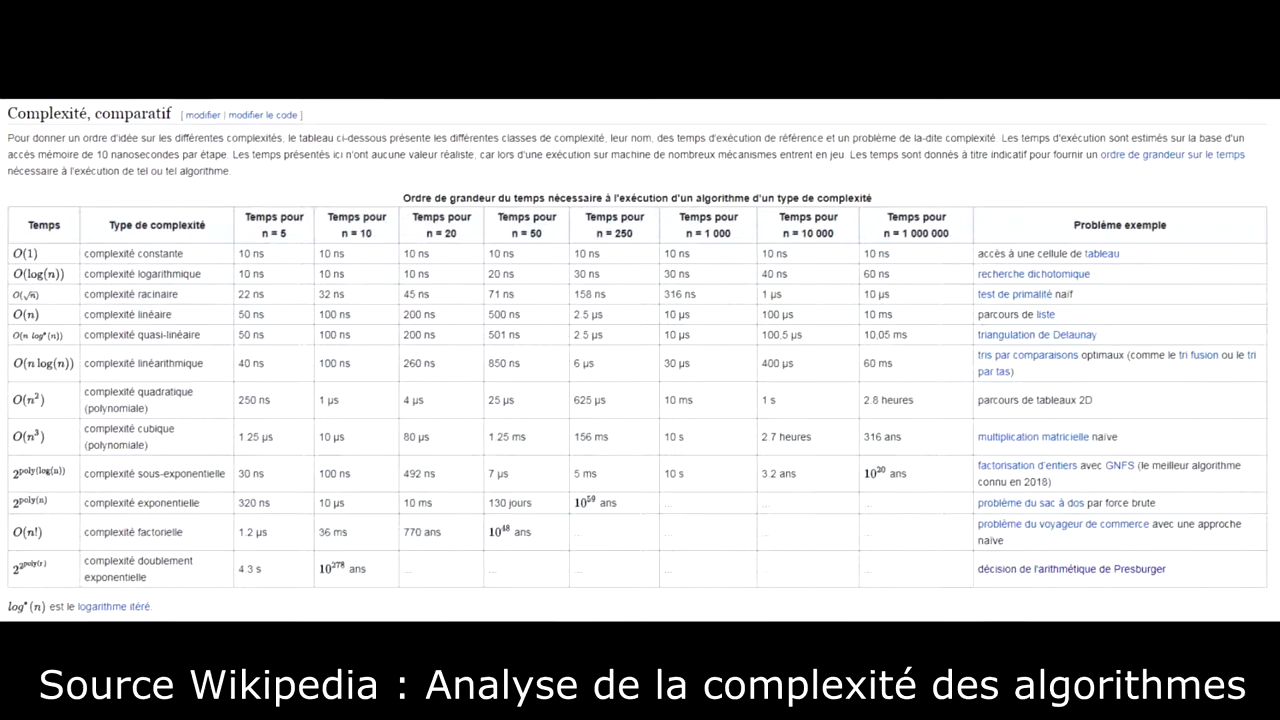 Complexité, comparatif [ modifier | modifier le code ]
Pour donner un ordre d'idée sur les différentes complexités, le tableau ci-dessous présente les différentes classes de complexité, leur nom, des temps d'exécution de référence et un problème de la-dite complexité. Les temps d'exécution sont estimés sur la base d'un
accès mémoire de 10 nanosecondes par étape. Les temps présentés ici n'ont aucune valeur réaliste, car lors d'une exécution sur machine de nombreux mécanismes entrent en jeu. Les temps sont donnés à titre indicatif pour fournir un ordre de grandeur sur le temps
nécessaire à l'exécution de tel ou tel algorithme.
Ordre de grandeur du temps nécessaire à l'exécution d'un algorithme d'un type de complexité
Temps Type de complexité Temps pour n = 5 Temps pour n = 10 Temps pour n = 20 Temps pour n = 50 Temps pour n = 250 Temps pour n = 1 000 Temps pour n = 10 000 Temps pour n = 1 000 000 Problème exemple
O(1) complexité constante 10 ns 10 ns 10 ns 10 ns 10 ns 10 ns 10 ns 10 ns accès à une cellule de tableau
O(log(n)) complexité logarithmique 10 ns 10 ns 10 ns 20 ns 30 ns 30 ns 40 ns 60 ns recherche dichotomique
O(√n) complexité racinaire 22 ns 32 ns 45 ns 71 ns 158 ns 316 ns 1 µs 10 µs test de primalité naïf
O(n) complexité linéaire 50 ns 100 ns 200 ns 500 ns 2.5 µs 10 µs 100 µs 10 ms parcours de liste
O(n log*(n)) complexité quasi-linéaire 50 ns 100 ns 200 ns 501 ns 2.5 µs 10 µs 100,5 µs 10,05 ms triangulation de Delaunay
O(n log(n)) complexité linéarithmique 40 ns 100 ns 260 ns 850 ns 6 µs 30 µs 400 µs 60 ms tris par comparaisons optimaux (comme le tri fusion ou le tri par tas)
O(n²) complexité quadratique (polynomiale) 250 ns 1 µs 4 µs 25 µs 625 µs 10 ms 1 s 2.8 heures parcours de tableaux 2D
O(n³) complexité cubique (polynomiale) 1.25 µs 10 µs 80 µs 1.25 ms 156 ms 10 s 2.7 heures 316 ans multiplication matricielle naïve
2^poly(log(n)) complexité sous-exponentielle 30 ns 100 ns 492 ns 7 µs 5 ms 10 s 3.2 ans 10^20 ans factorisation d'entiers avec GNFS (le meilleur algorithme connu en 2018)
2^poly(n) complexité exponentielle 320 ns 10 µs 10 ms 130 jours 10^59 ans ... ... ... problème du sac à dos par force brute
O(n!) complexité factorielle 1.2 µs 36 ms 770 ans 10^48 ans ... ... ... ... problème du voyageur de commerce avec une approche naïve
complexité doublement exponentielle 4.3 s 10^278 ans ... ... ... ... ... ... décision de l'arithmétique de Presburger
log*(n) est le logarithme itéré.
Source Wikipedia : Analyse de la complexité des algorithmes